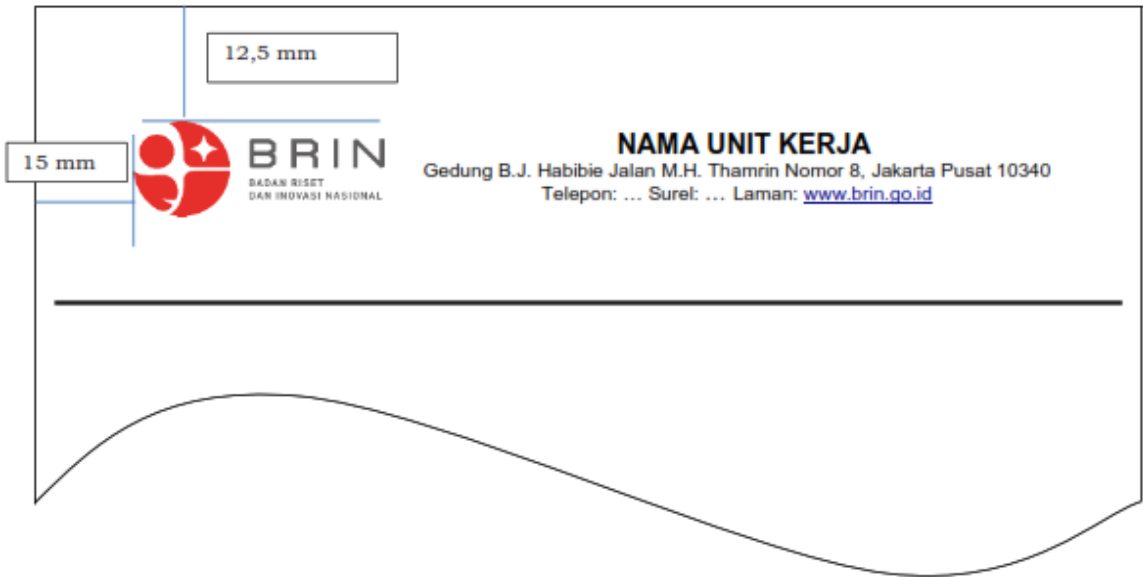 12,5 mm
15 mm
BRIN
BADAN RISET
DAN INOVASI NASIONAL
NAMA UNIT KERJA
Gedung B.J. Habibie Jalan M.H. Thamrin Nomor 8, Jakarta Pusat 10340
Telepon: ... Surel: ... Laman: www.brin.go.id